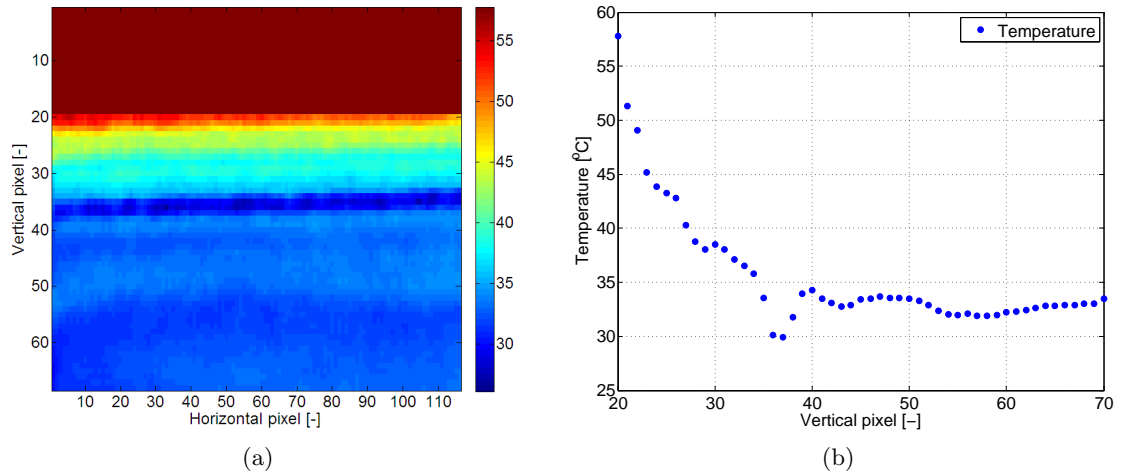 10
20
30
40
50
60
Vertical pixel [-]
10 20 30 40 50 60 70 80 90 100 110
Horizontal pixel [-]
55
50
45
40
35
30
(a)
60
55
50
45
40
35
30
25
Temperature [°C]
Temperature
20 30 40 50 60 70
Vertical pixel [–]
(b)